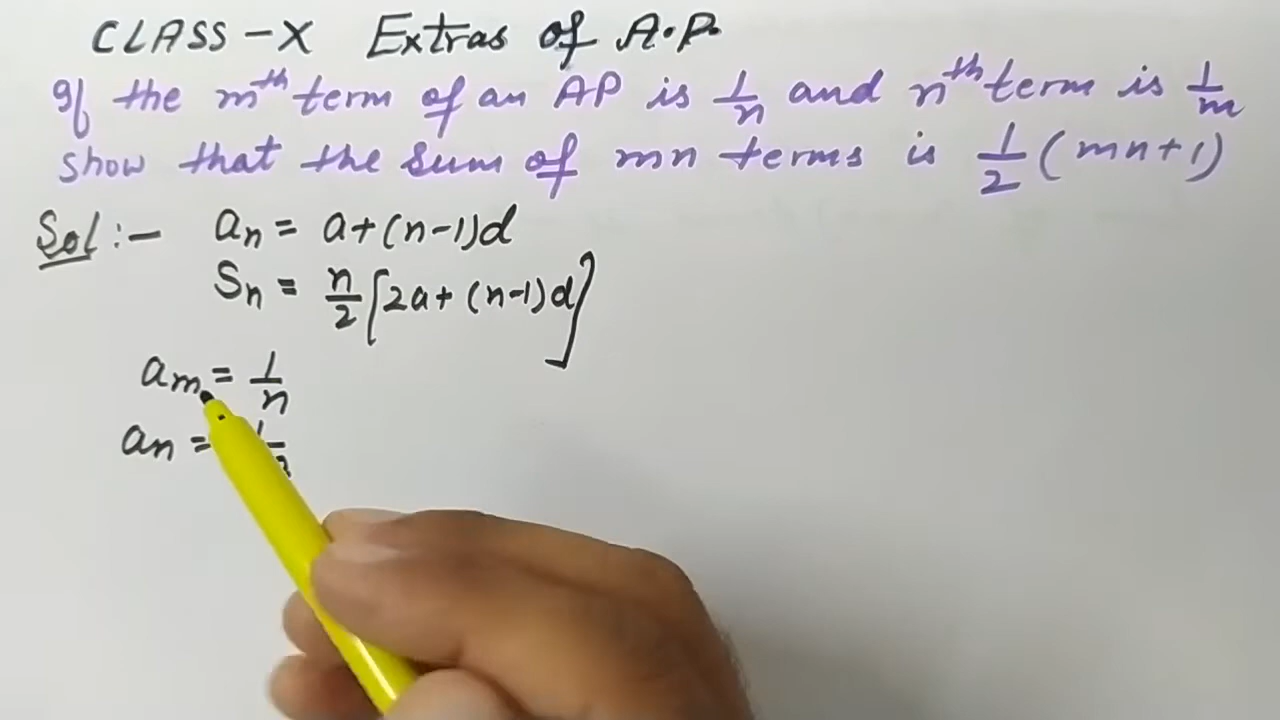 CLASS-X Extras of A.P.
If the mth term of an AP is 1/n and nth term is 1/m
show that the sum of mn terms is 1/2 (mn+1)
Sol :- an = a+(n-1)d
Sn = n/2 [2a+ (n-1)d]
am = 1/n
an =